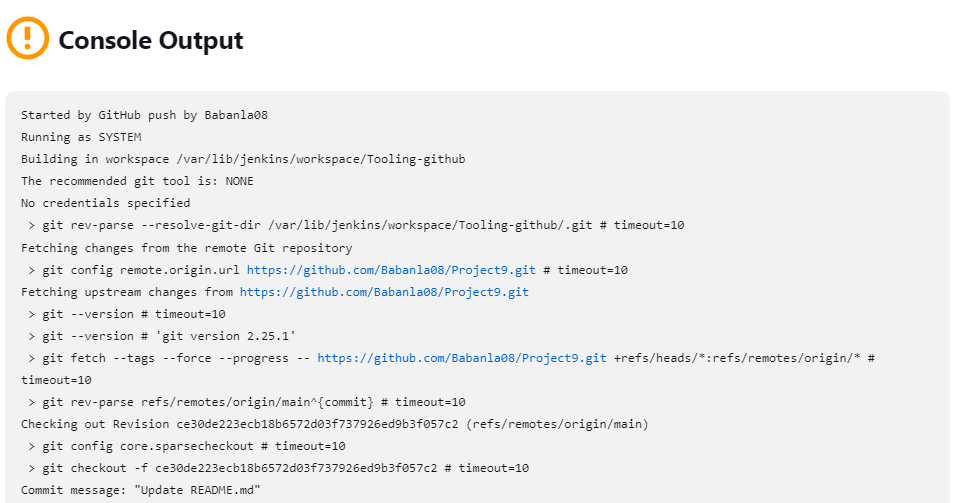 Console Output
Started by GitHub push by Babanla08
Running as SYSTEM
Building in workspace /var/lib/jenkins/workspace/Tooling-github
The recommended git tool is: NONE
No credentials specified
> git rev-parse --resolve-git-dir /var/lib/jenkins/workspace/Tooling-github/.git # timeout=10
Fetching changes from the remote Git repository
> git config remote.origin.url https://github.com/Babanla08/Project9.git # timeout=10
Fetching upstream changes from https://github.com/Babanla08/Project9.git
> git --version # timeout=10
> git --version # 'git version 2.25.1'
> git fetch --tags --force --progress -- https://github.com/Babanla08/Project9.git +refs/heads/*:refs/remotes/origin/* #
timeout=10
> git rev-parse refs/remotes/origin/main^{commit} # timeout=10
Checking out Revision ce30de223ecb18b6572d03f737926ed9b3f057c2 (refs/remotes/origin/main)
> git config core.sparsecheckout # timeout=10
> git checkout -f ce30de223ecb18b6572d03f737926ed9b3f057c2 # timeout=10
Commit message: "Update README.md"